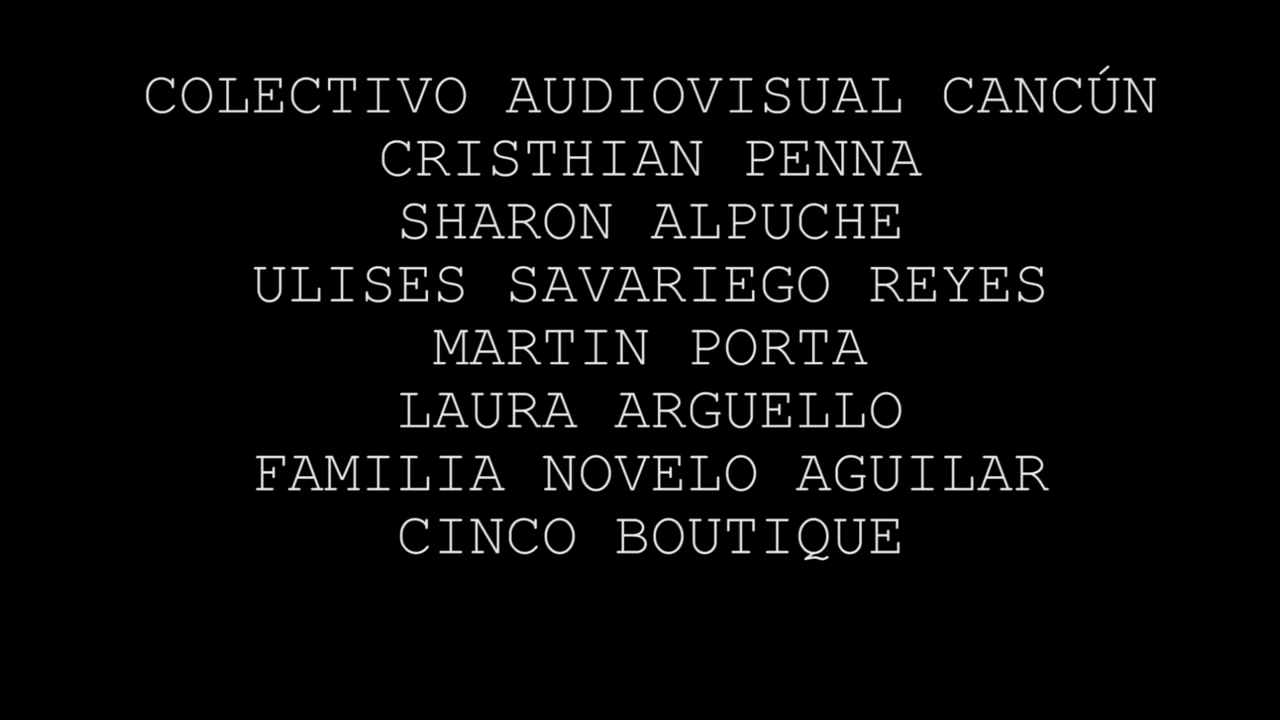 COLECTIVO AUDIOVISUAL CANCÚN
CRISTHIAN PENNA
SHARON ALPUCHE
ULISES SAVARIEGO REYES
MARTIN PORTA
LAURA ARGUELLO
FAMILIA NOVELO AGUILAR
CINCO BOUTIQUE